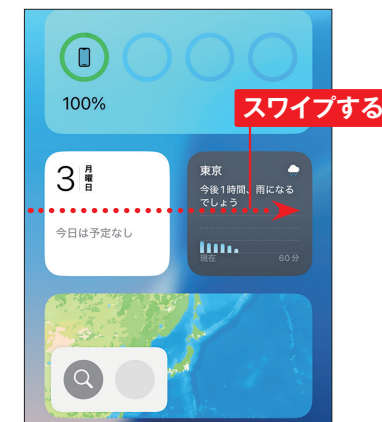 100%
スワイプする
3
月曜日
今日は予定なし
東京
今後1時間、雨になる
でしょう
現在
60分